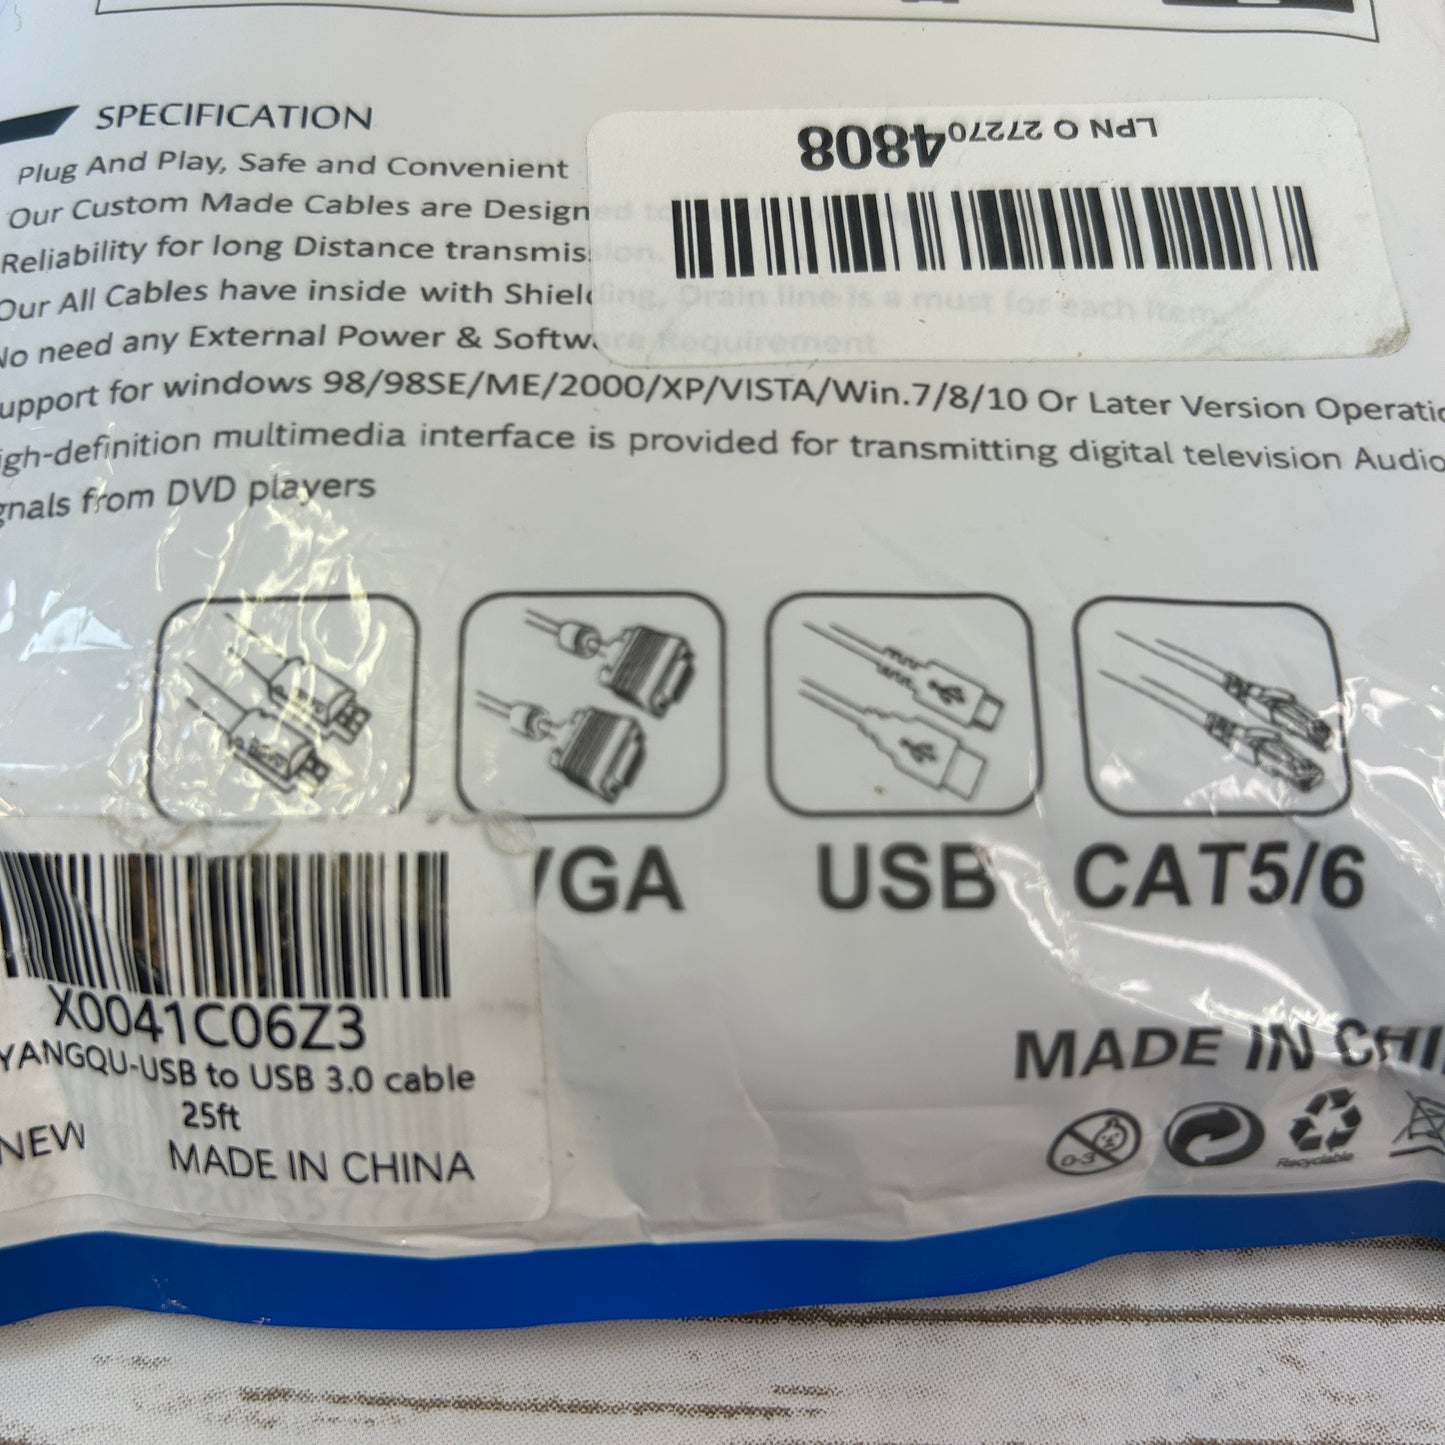 SPECIFICATION
Plug And Play, Safe and Convenient
Our Custom Made Cables are Designed to
Reliability for long Distance transmission.
Our All Cables have inside with Shielding, Drain line is a must for each item.
No need any External Power & Software Requirement
upport for windows 98/98SE/ME/2000/XP/VISTA/Win.7/8/10 Or Later Version Operatio
igh-definition multimedia interface is provided for transmitting digital television Audio
gnals from DVD players
LPN O 272704808
VGA
USB
CAT5/6
X0041C06Z3
YANGQU-USB to USB 3.0 cable
25ft
NEW
MADE IN CHINA
MADE IN CHI
0-3
Recyclable